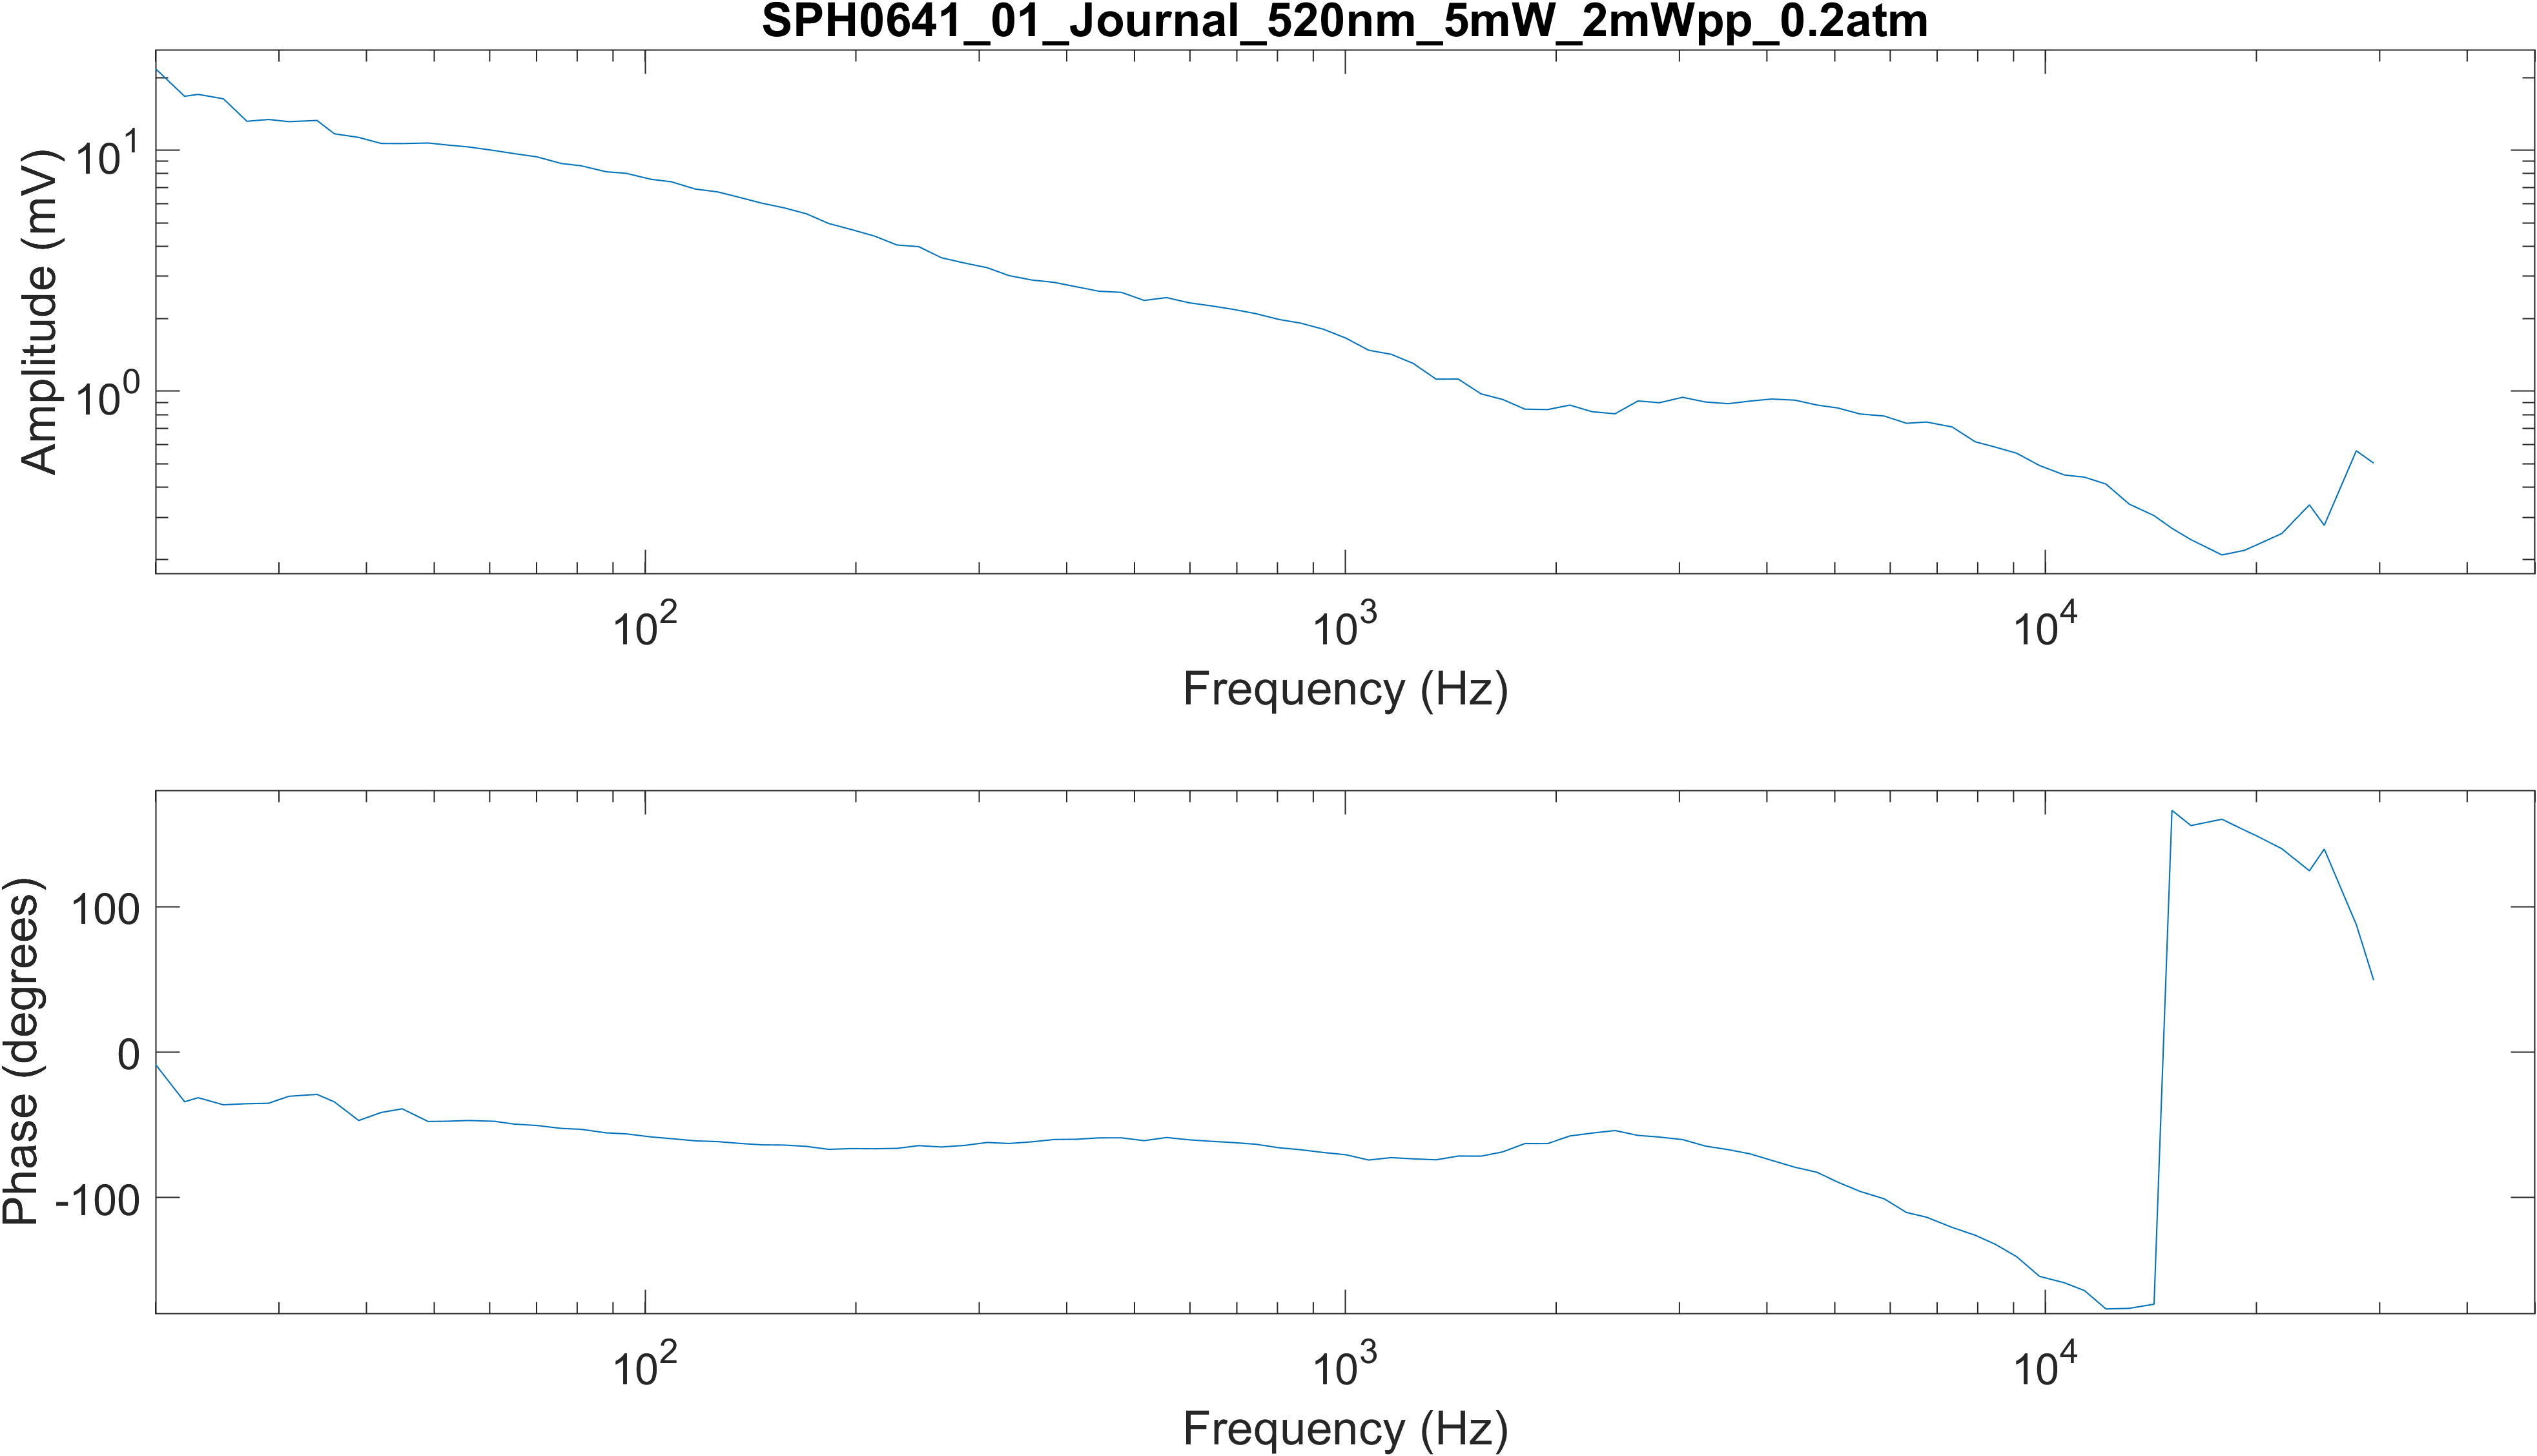 SPH0641_01_Journal_520nm_5mW_2mWpp_0.2atm
Amplitude (mV)
10^1
10^0
10^2
10^3
10^4
Frequency (Hz)
Phase (degrees)
100
0
-100
10^2
10^3
10^4
Frequency (Hz)